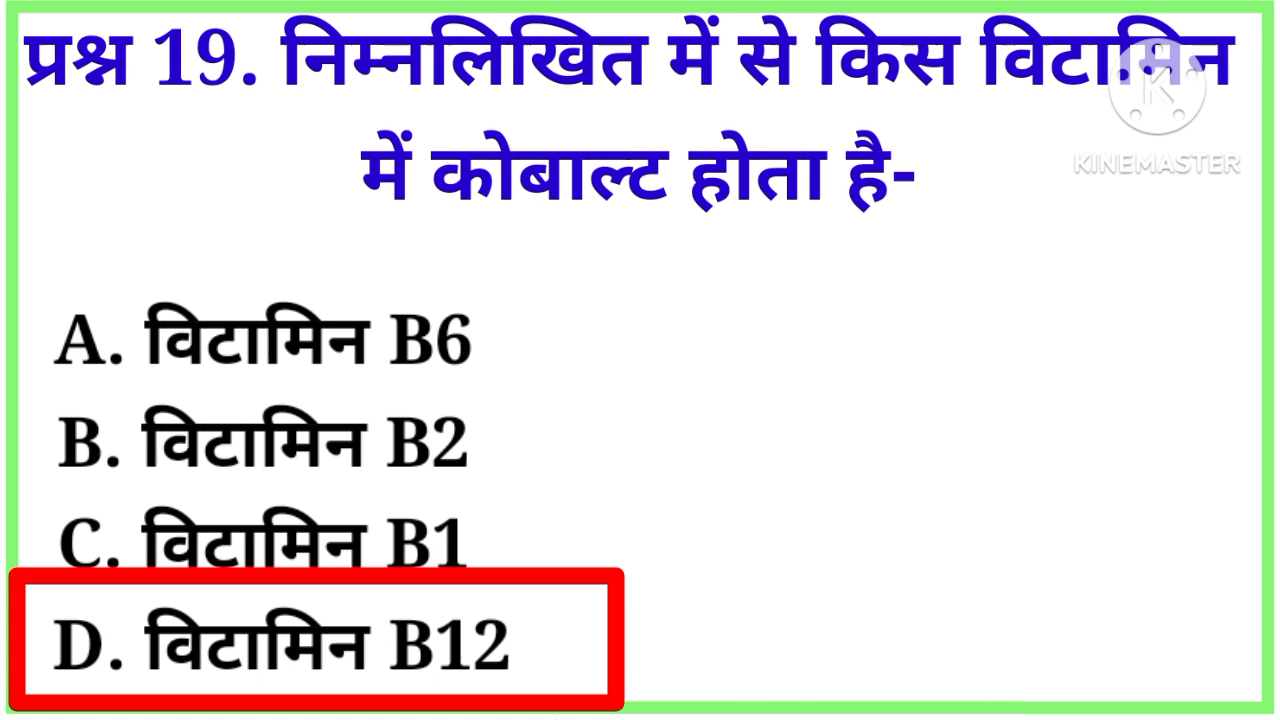 प्रश्न 19. निम्नलिखित में से किस विटामिन
में कोबाल्ट होता है-
KINEMASTER
A. विटामिन B6
B. विटामिन B2
C. विटामिन B1
D. विटामिन B12